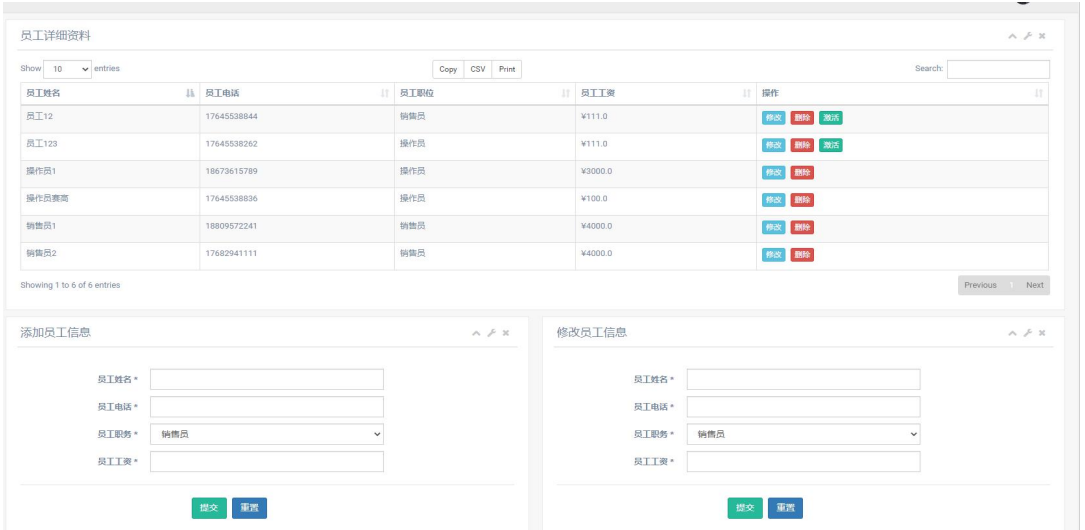 员工详细资料
Show 10 entries
Copy CSV Print
Search:
员工姓名 员工电话 员工职位 员工工资 操作
员工12 17645538844 销售员 ¥111.0 修改 删除 激活
员工123 17645538262 操作员 ¥111.0 修改 删除 激活
操作员1 18673615789 操作员 ¥3000.0 修改 删除
操作员赛高 17645538836 操作员 ¥100.0 修改 删除
销售员1 18809572241 销售员 ¥4000.0 修改 删除
销售员2 17682941111 销售员 ¥4000.0 修改 删除
Showing 1 to 6 of 6 entries
Previous 1 Next
添加员工信息
员工姓名 *
员工电话 *
员工职务 * 销售员
员工工资 *
提交 重置
修改员工信息
员工姓名 *
员工电话 *
员工职务 * 销售员
员工工资 *
提交 重置